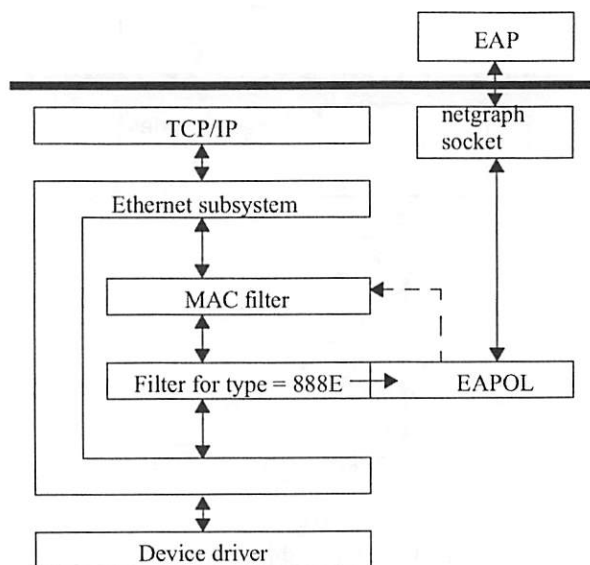 EAP
TCP/IP
netgraph
socket
Ethernet subsystem
MAC filter
Filter for type = 888E
EAPOL
Device driver